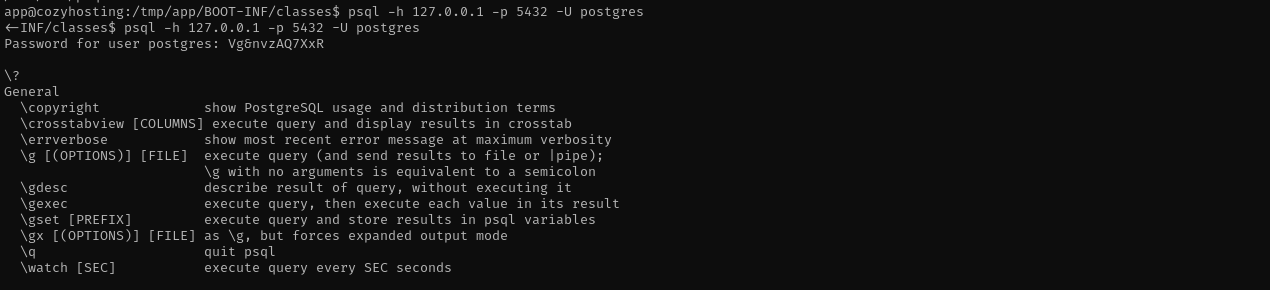 app@cozyhosting:/tmp/app/BOOT-INF/classes$ psql -h 127.0.0.1 -p 5432 -U postgres
<-INF/classes$ psql -h 127.0.0.1 -p 5432 -U postgres
Password for user postgres: Vg&nvzAQ7XxR

\?
General
  \copyright             show PostgreSQL usage and distribution terms
  \crosstabview [COLUMNS] execute query and display results in crosstab
  \errverbose            show most recent error message at maximum verbosity
  \g [(OPTIONS)] [FILE]  execute query (and send results to file or |pipe);
                         \g with no arguments is equivalent to a semicolon
  \gdesc                 describe result of query, without executing it
  \gexec                 execute query, then execute each value in its result
  \gset [PREFIX]         execute query and store results in psql variables
  \gx [(OPTIONS)] [FILE] as \g, but forces expanded output mode
  \q                     quit psql
  \watch [SEC]           execute query every SEC seconds